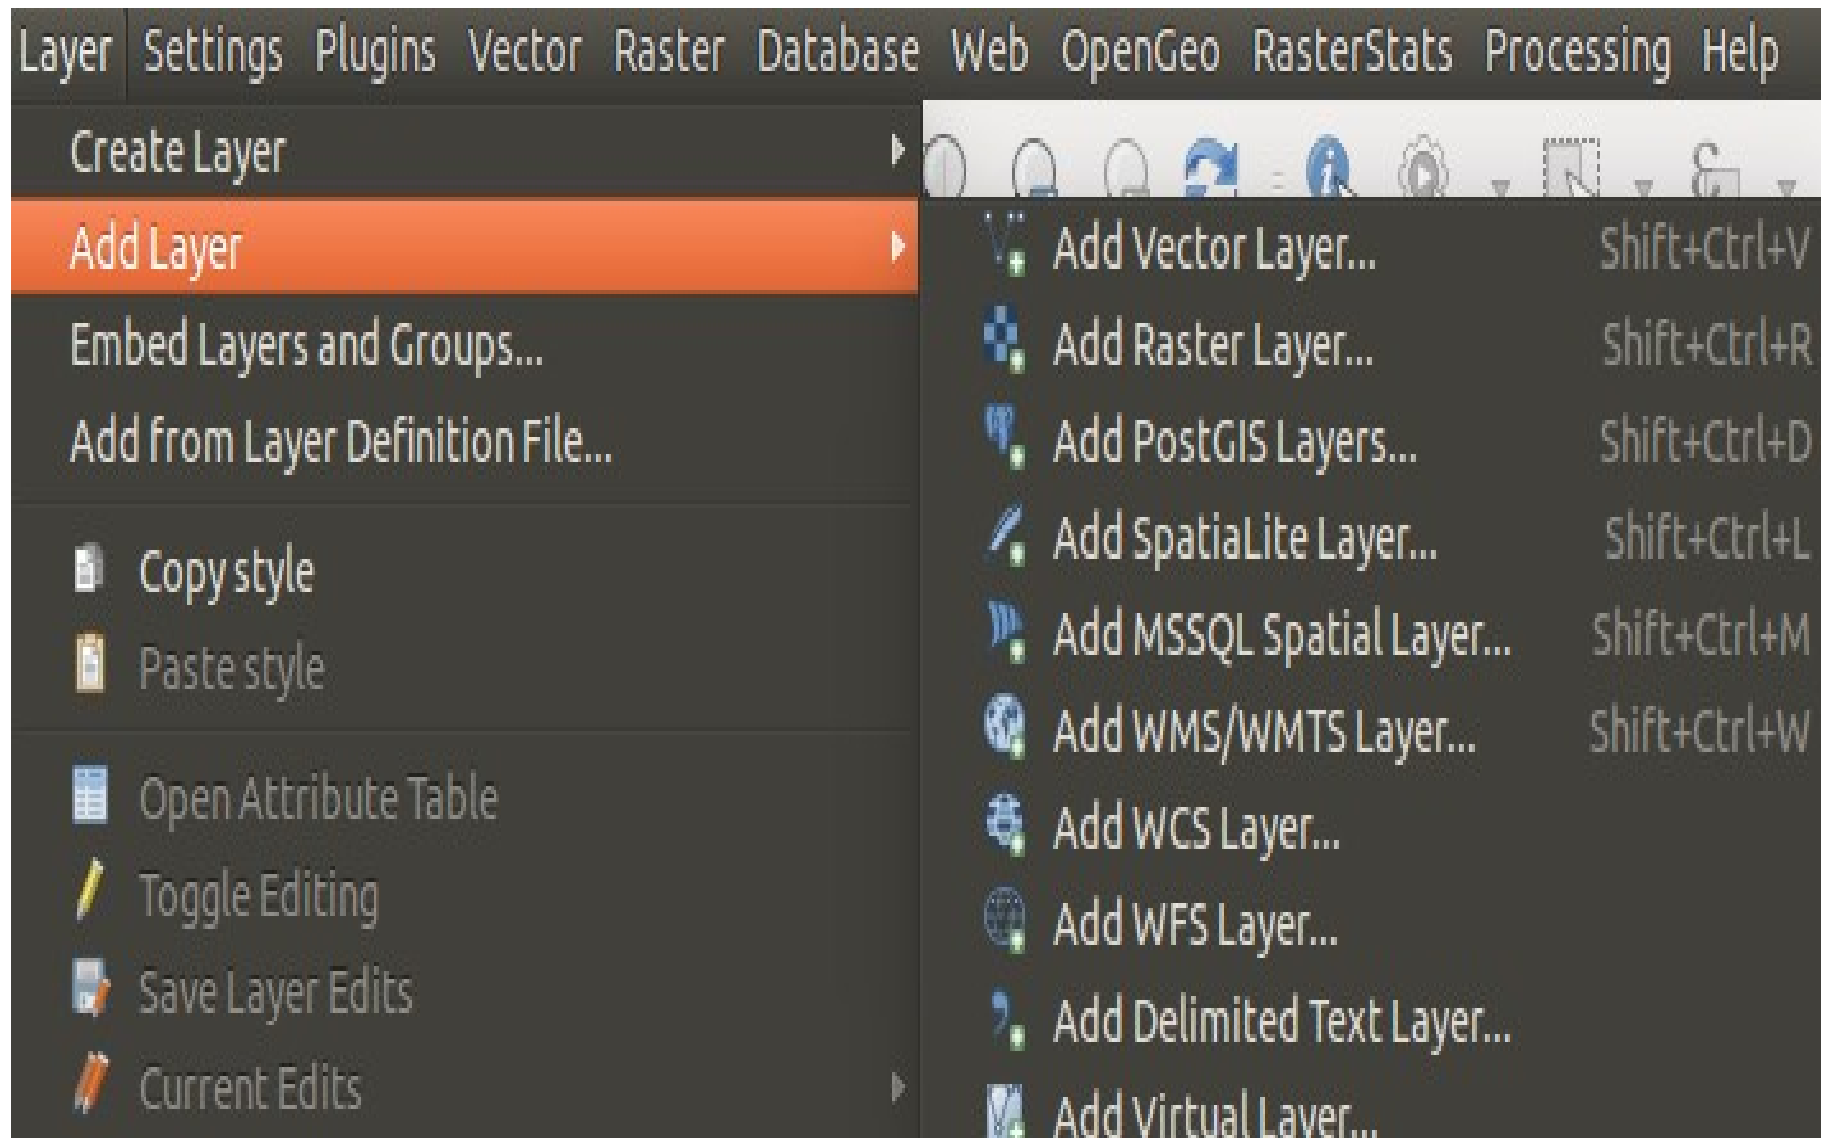 Layer Settings Plugins Vector Raster Database Web OpenGeo RasterStats Processing Help
Create Layer
Add Layer
Embed Layers and Groups...
Add from Layer Definition File...
Copy style
Paste style
Open Attribute Table
Toggle Editing
Save Layer Edits
Current Edits
Add Vector Layer... Shift+Ctrl+V
Add Raster Layer... Shift+Ctrl+R
Add PostGIS Layers... Shift+Ctrl+D
Add SpatiaLite Layer... Shift+Ctrl+L
Add MSSQL Spatial Layer... Shift+Ctrl+M
Add WMS/WMTS Layer... Shift+Ctrl+W
Add WCS Layer...
Add WFS Layer...
Add Delimited Text Layer...
Add Virtual Layer...